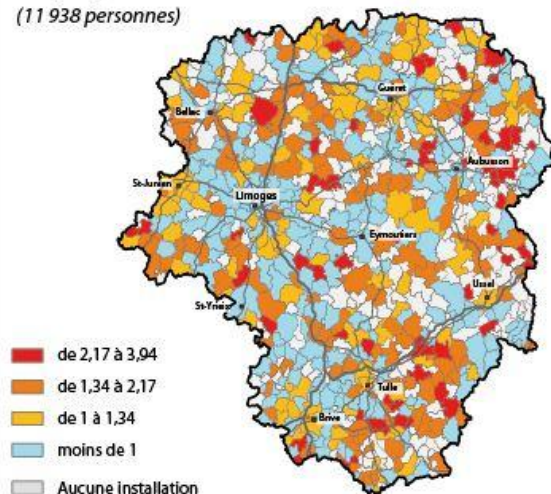 (11 938 personnes)
Guéret
Bellac
Aubusson
St-Junien
Limoges
Eymoutiers
Ussel
St-Yrieix
de 2,17 à 3,94
de 1,34 à 2,17
Tulle
de 1 à 1,34
Brive
moins de 1
Aucune installation